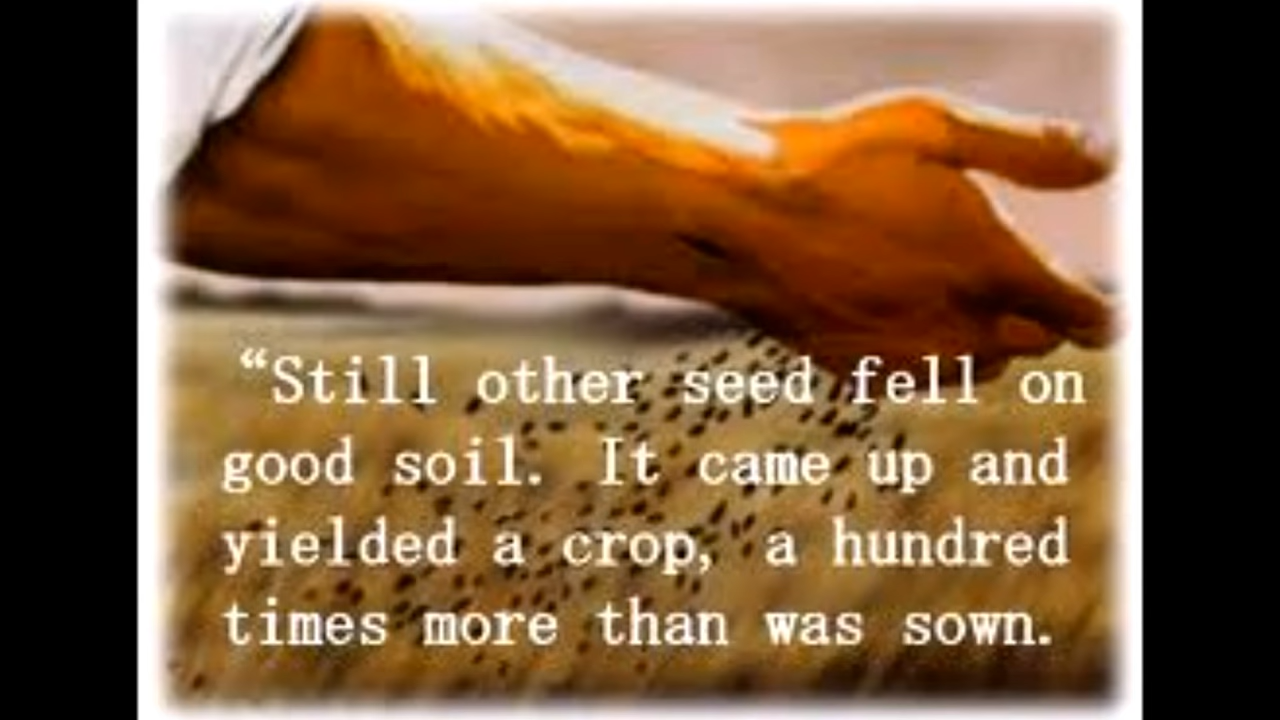 “Still other seed fell on
good soil. It came up and
yielded a crop, a hundred
times more than was sown.